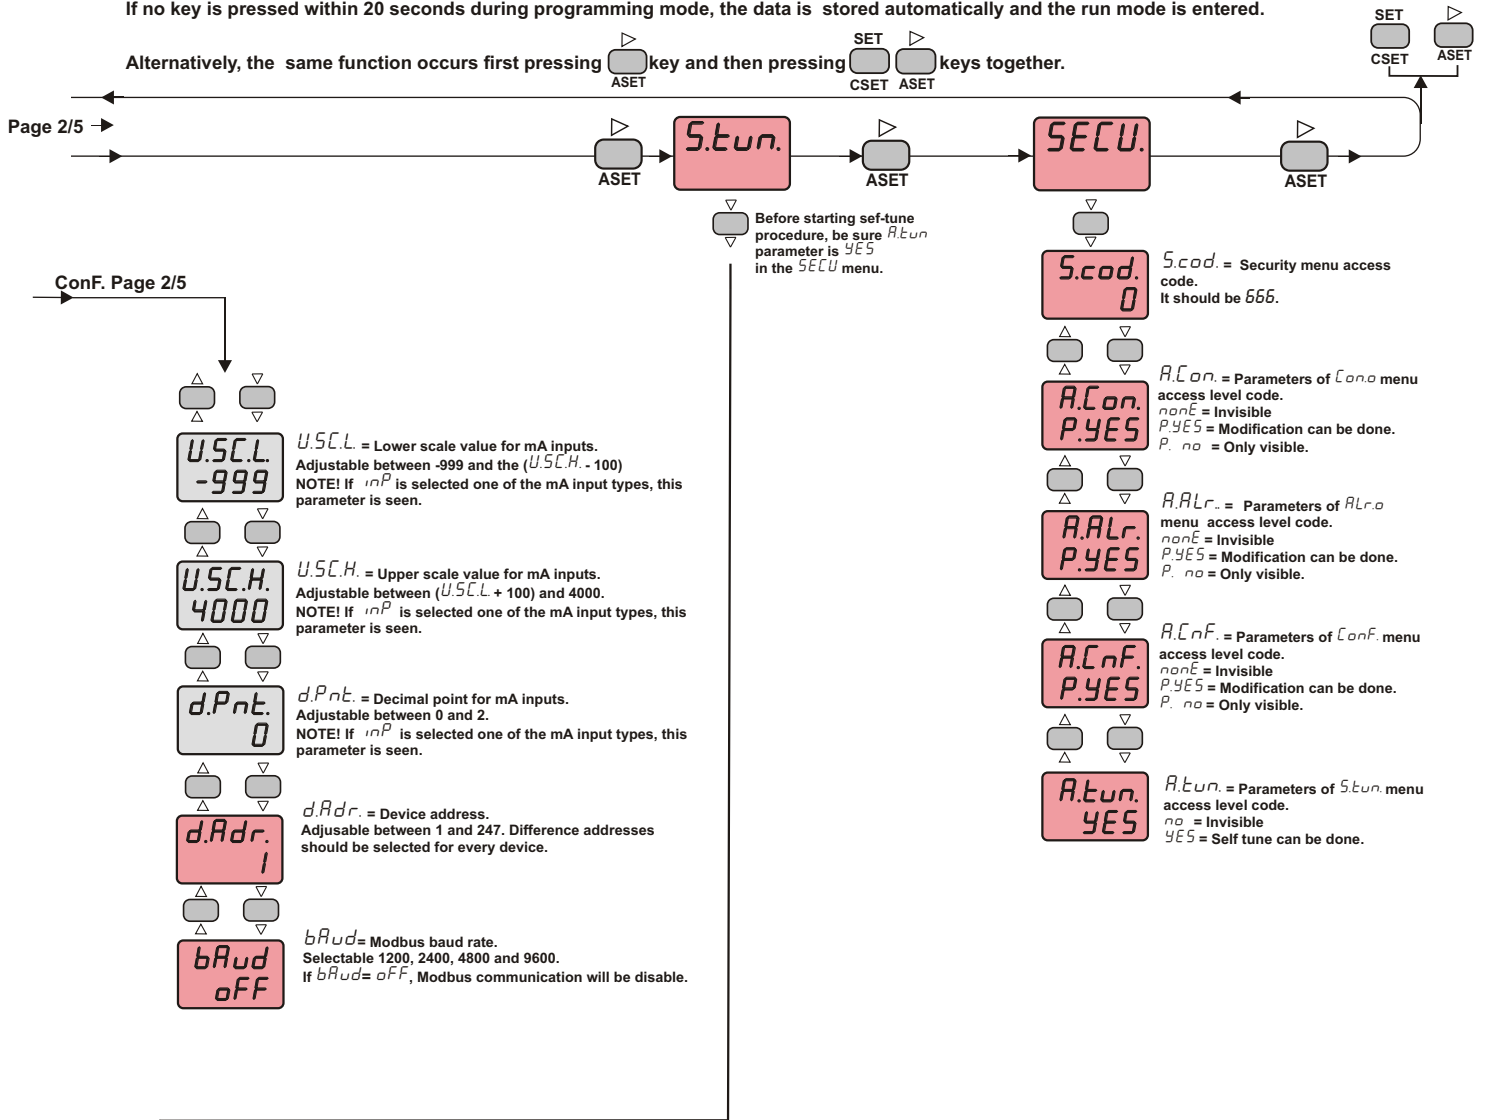 If no key is pressed within 20 seconds during programming mode, the data is stored automatically and the run mode is entered.
SET
CSET ASET
Alternatively, the same function occurs first pressing key and then pressing keys together.
ASET
SET
CSET ASET
Page 2/5
ASET
S.tun.
ASET
SECU.
ASET
Before starting sef-tune
procedure, be sure A.tun
parameter is YES
in the SECU menu.
ConF. Page 2/5
U.SC.L.
-999
U.SC.L. = Lower scale value for mA inputs.
Adjustable between -999 and the (U.SC.H. - 100)
NOTE! If inP is selected one of the mA input types, this
parameter is seen.
U.SC.H.
4000
U.SC.H. = Upper scale value for mA inputs.
Adjustable between (U.SC.L. + 100) and 4000.
NOTE! If inP is selected one of the mA input types, this
parameter is seen.
d.Pnt.
0
d.Pnt. = Decimal point for mA inputs.
Adjustable between 0 and 2.
NOTE! If inP is selected one of the mA input types, this
parameter is seen.
d.Adr.
1
d.Adr. = Device address.
Adjusable between 1 and 247. Difference addresses
should be selected for every device.
bAud
oFF
bAud= Modbus baud rate.
Selectable 1200, 2400, 4800 and 9600.
If bAud= oFF, Modbus communication will be disable.
S.cod.
0
S.cod. = Security menu access
code.
It should be 666.
A.Con.
P.YES
A.Con. = Parameters of Con.o menu
access level code.
nonE = Invisible
P.YES = Modification can be done.
P. no = Only visible.
A.ALr.
P.YES
A.ALr.. = Parameters of ALr.o
menu access level code.
nonE = Invisible
P.YES = Modification can be done.
P. no = Only visible.
A.CnF.
P.YES
A.CnF. = Parameters of ConF. menu
access level code.
nonE = Invisible
P.YES = Modification can be done.
P. no = Only visible.
A.tun.
YES
A.tun. = Parameters of S.tun. menu
access level code.
no = Invisible
YES = Self tune can be done.